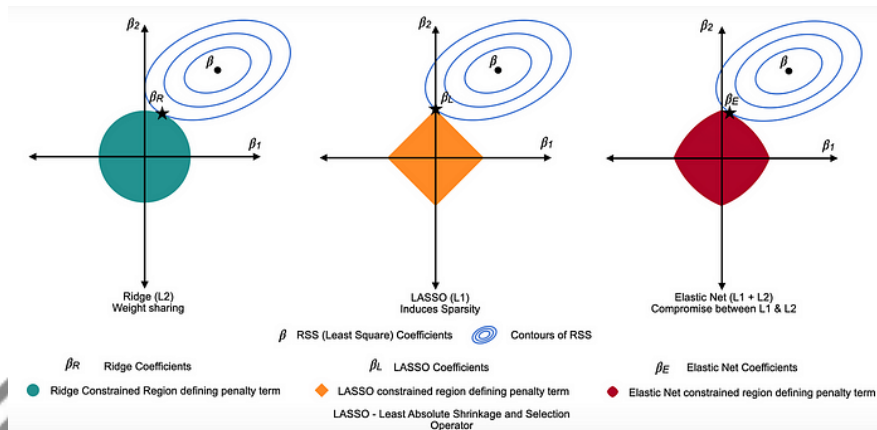 β2
β2
β2
β
β
β
βR
βL
βE
β1
β1
β1
Ridge (L2)
Weight sharing
LASSO (L1)
Induces Sparsity
Elastic Net (L1 + L2)
Compromise between L1 & L2
β RSS (Least Square) Coefficients
Contours of RSS
βR Ridge Coefficients
βL LASSO Coefficients
βE Elastic Net Coefficients
Ridge Constrained Region defining penalty term
LASSO constrained region defining penalty term
Elastic Net constrained region defining penalty term
LASSO - Least Absolute Shrinkage and Selection
Operator